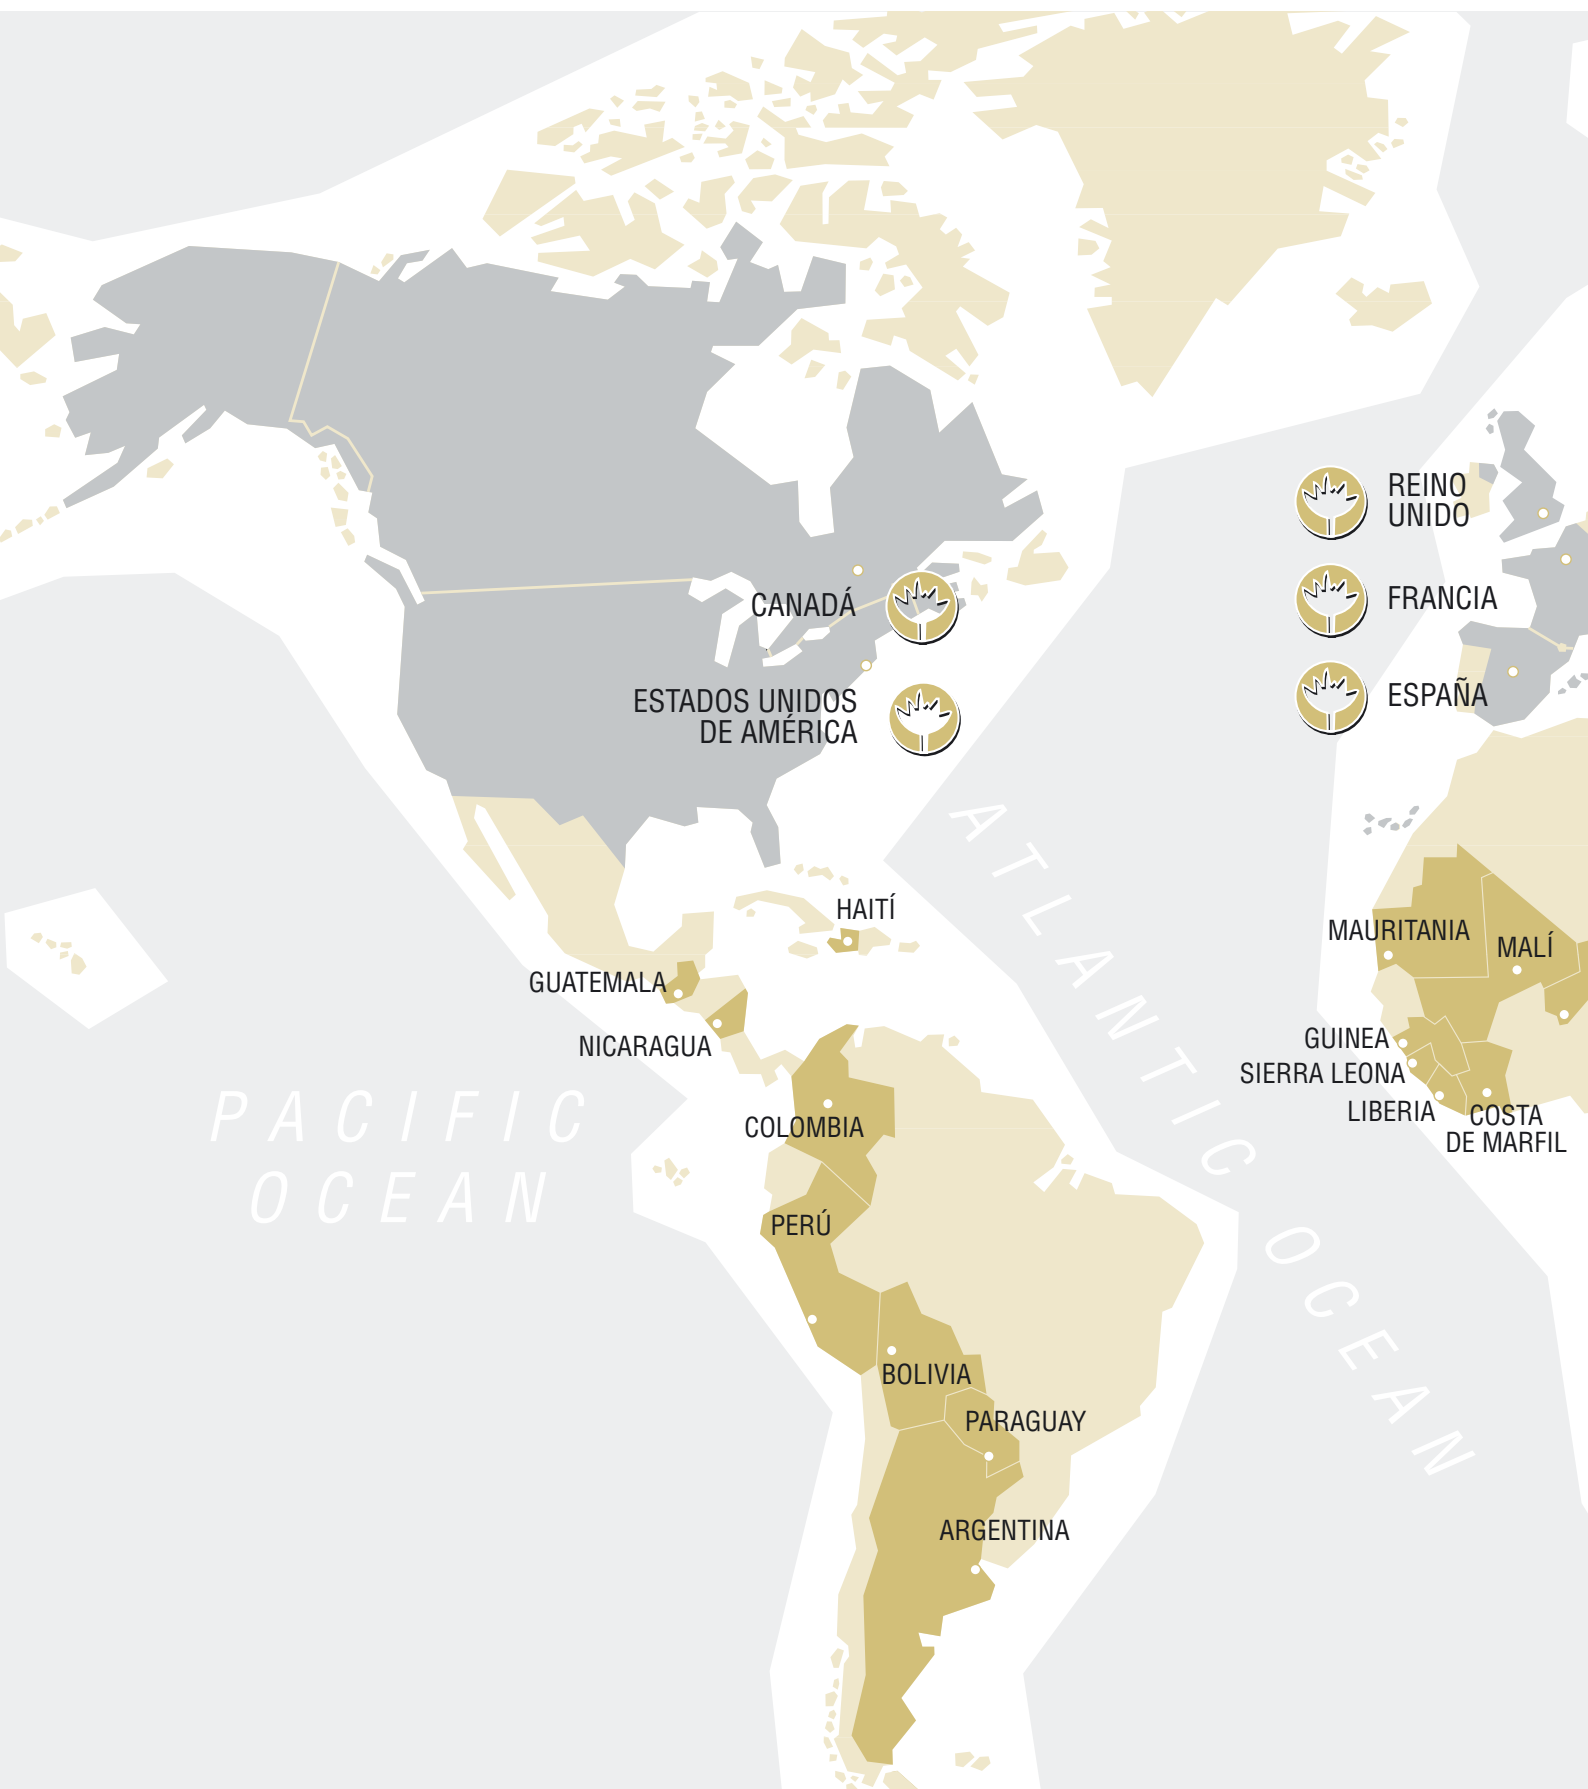 REINO
UNIDO
CANADÁ
FRANCIA
ESTADOS UNIDOS
DE AMÉRICA
ESPAÑA
ATLANTIC OCEAN
HAITÍ
MAURITANIA
MALÍ
GUATEMALA
NICARAGUA
GUINEA
SIERRA LEONA
LIBERIA
COSTA
DE MARFIL
PACIFIC
OCEAN
COLOMBIA
PERÚ
BOLIVIA
PARAGUAY
ARGENTINA